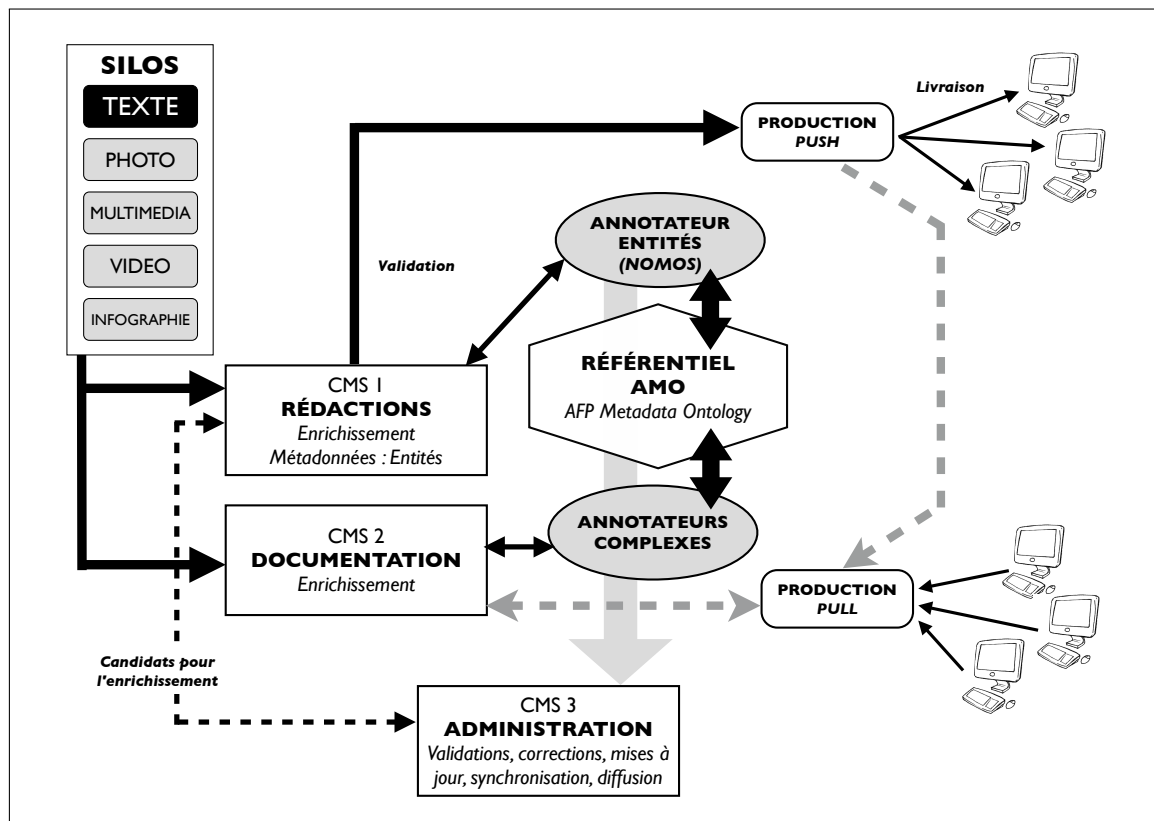 SILOS
TEXTE
PHOTO
MULTIMEDIA
VIDEO
INFOGRAPHIE
Livraison
PRODUCTION
PUSH
ANNOTATEUR
ENTITÉS
(NOMOS)
Validation
RÉFÉRENTIEL
AMO
AFP Metadata Ontology
CMS 1
RÉDACTIONS
Enrichissement
Métadonnées : Entités
CMS 2
DOCUMENTATION
Enrichissement
ANNOTATEURS
COMPLEXES
PRODUCTION
PULL
Candidats pour
l'enrichissement
CMS 3
ADMINISTRATION
Validations, corrections, mises à
jour, synchronisation, diffusion